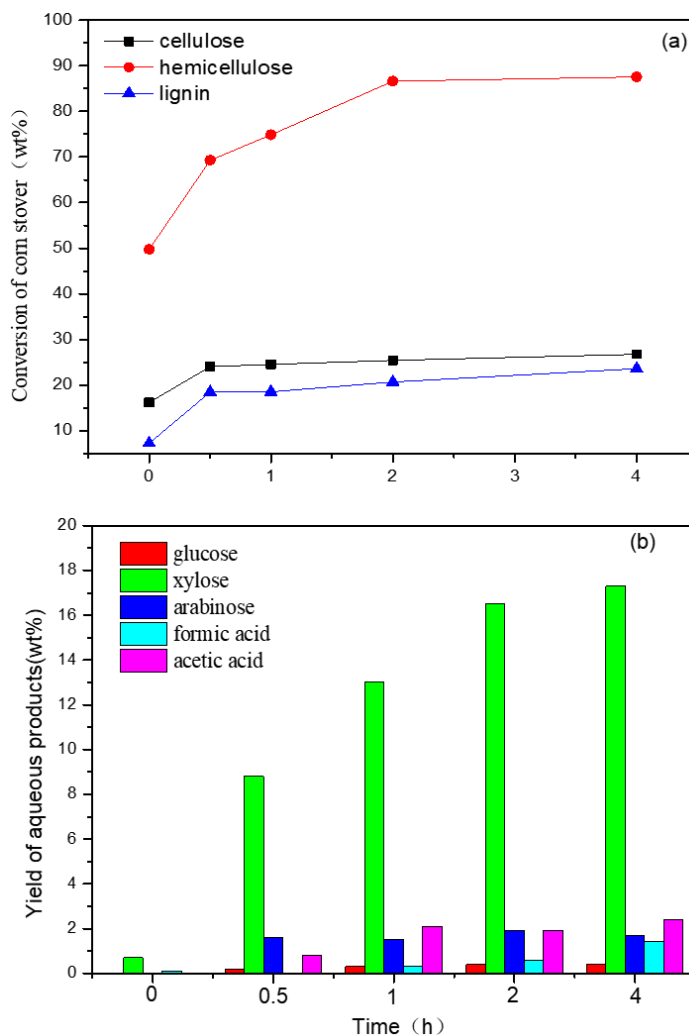 100
(a)
cellulose
90
hemicellulose
80
lignin
70
60
50
40
30
20
10
0
1
2
3
4
Conversion of corn stover（wt%）
20
(b)
glucose
18
xylose
16
arabinose
14
formic acid
12
acetic acid
10
8
6
4
2
0
0
0.5
1
2
4
Yield of aqueous products(wt%)
Time（h）